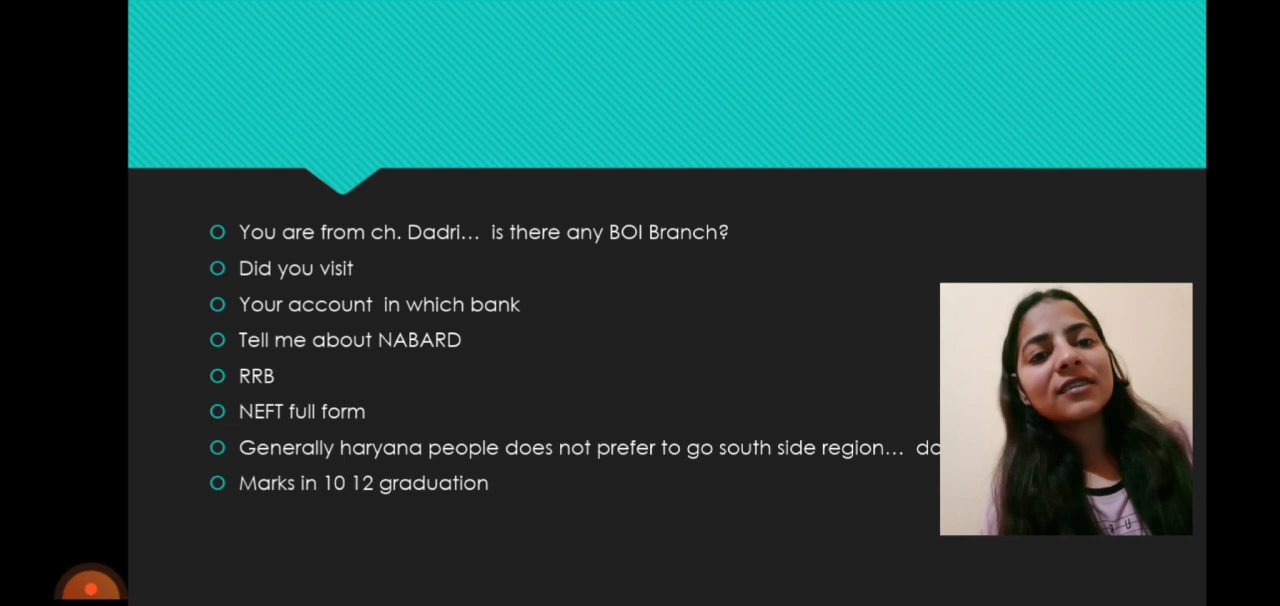 You are from ch. Dadri... is there any BOI Branch?
Did you visit
Your account in which bank
Tell me about NABARD
RRB
NEFT full form
Generally haryana people does not prefer to go south side region...
Marks in 10 12 graduation